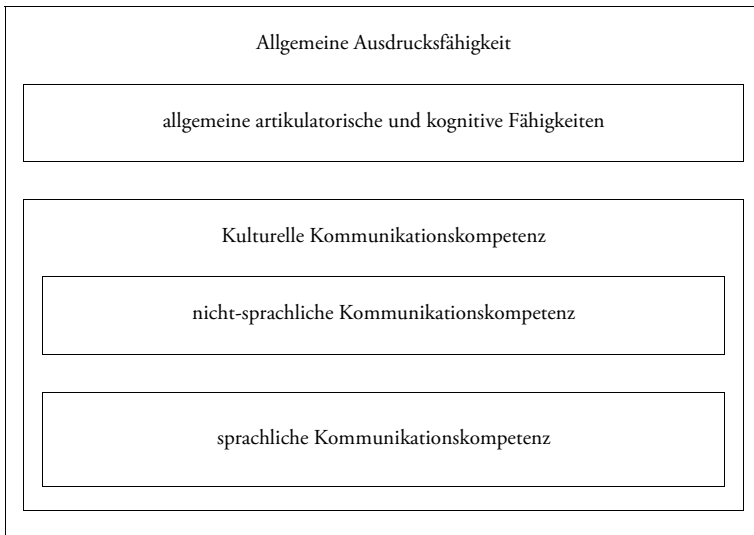 Allgemeine Ausdrucksfähigkeit
allgemeine artikulatorische und kognitive Fähigkeiten
Kulturelle Kommunikationskompetenz
nicht-sprachliche Kommunikationskompetenz
sprachliche Kommunikationskompetenz